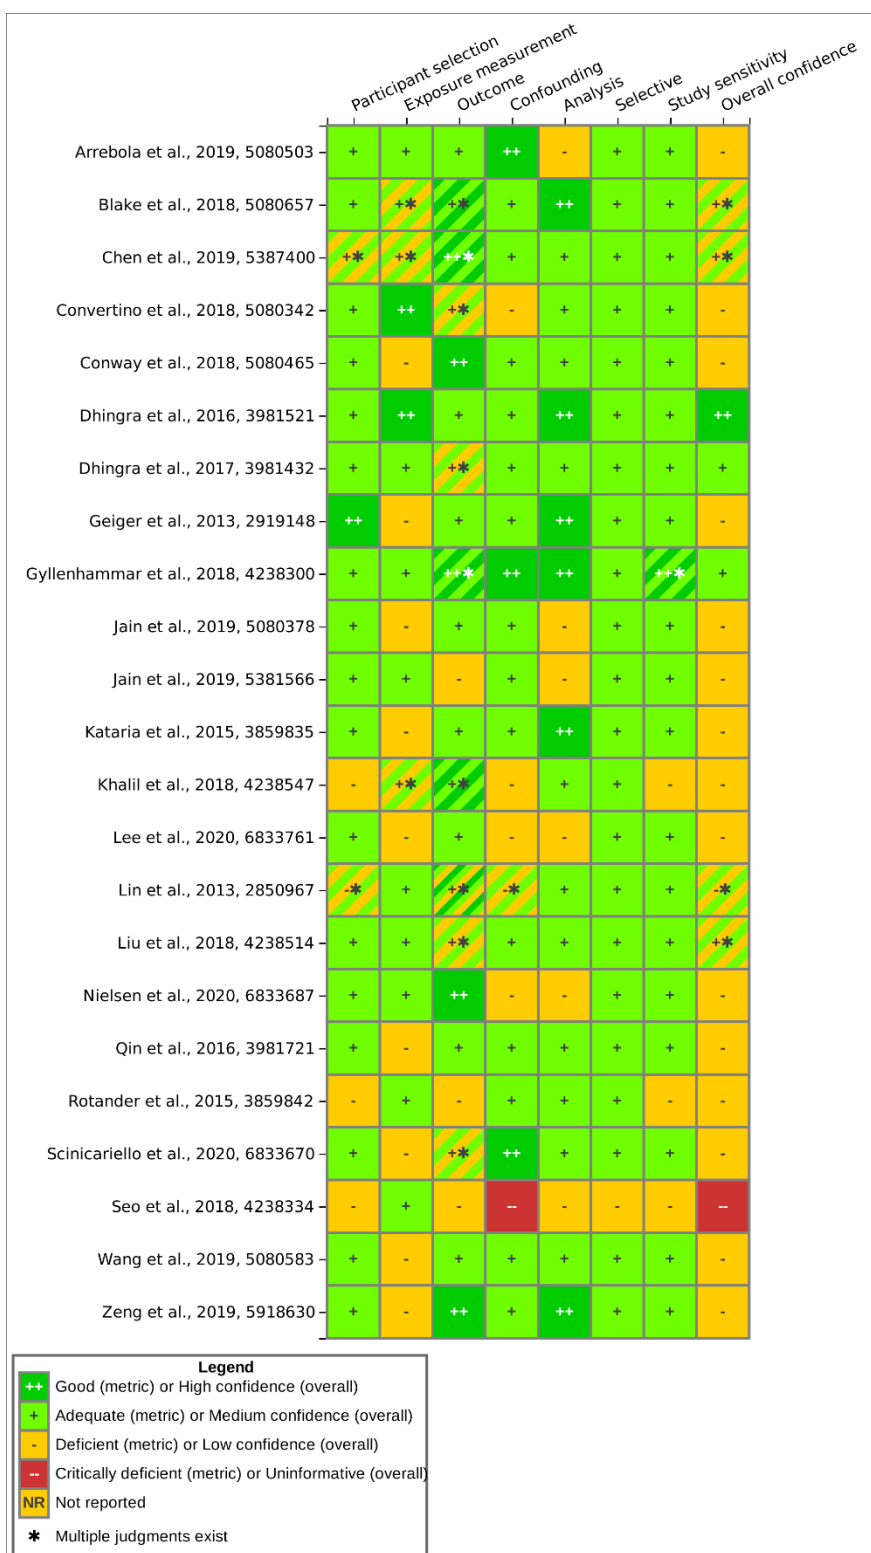 Participant selection
Exposure measurement
Outcome
Confounding
Analysis
Selective
Study sensitivity
Overall confidence
Arrebola et al., 2019, 5080503 + + + ++ - + + -
Blake et al., 2018, 5080657 + +✱ +✱ + ++ + + +✱
Chen et al., 2019, 5387400 +✱ +✱ ++✱ + + + + +✱
Convertino et al., 2018, 5080342 + ++ +✱ - + + + -
Conway et al., 2018, 5080465 + - ++ + + + + -
Dhingra et al., 2016, 3981521 + ++ + + ++ + + ++
Dhingra et al., 2017, 3981432 + + +✱ + + + + +
Geiger et al., 2013, 2919148 ++ - + + ++ + + -
Gyllenhammar et al., 2018, 4238300 + + ++✱ ++ ++ + ++✱ +
Jain et al., 2019, 5080378 + - + + - + + -
Jain et al., 2019, 5381566 + + - + - + + -
Kataria et al., 2015, 3859835 + - + + ++ + + -
Khalil et al., 2018, 4238547 - +✱ +✱ - + + - -
Lee et al., 2020, 6833761 + - + - - + + -
Lin et al., 2013, 2850967 -✱ + +✱ -✱ + + + -✱
Liu et al., 2018, 4238514 + + +✱ + + + + +✱
Nielsen et al., 2020, 6833687 + + ++ - - + + -
Qin et al., 2016, 3981721 + - + + + + + -
Rotander et al., 2015, 3859842 - + - + + + - -
Scinicariello et al., 2020, 6833670 + - +✱ ++ + + + -
Seo et al., 2018, 4238334 - + - -- - - - --
Wang et al., 2019, 5080583 + - + + + + + -
Zeng et al., 2019, 5918630 + - ++ + ++ + + -
Legend
++ Good (metric) or High confidence (overall)
+ Adequate (metric) or Medium confidence (overall)
- Deficient (metric) or Low confidence (overall)
-- Critically deficient (metric) or Uninformative (overall)
NR Not reported
✱ Multiple judgments exist